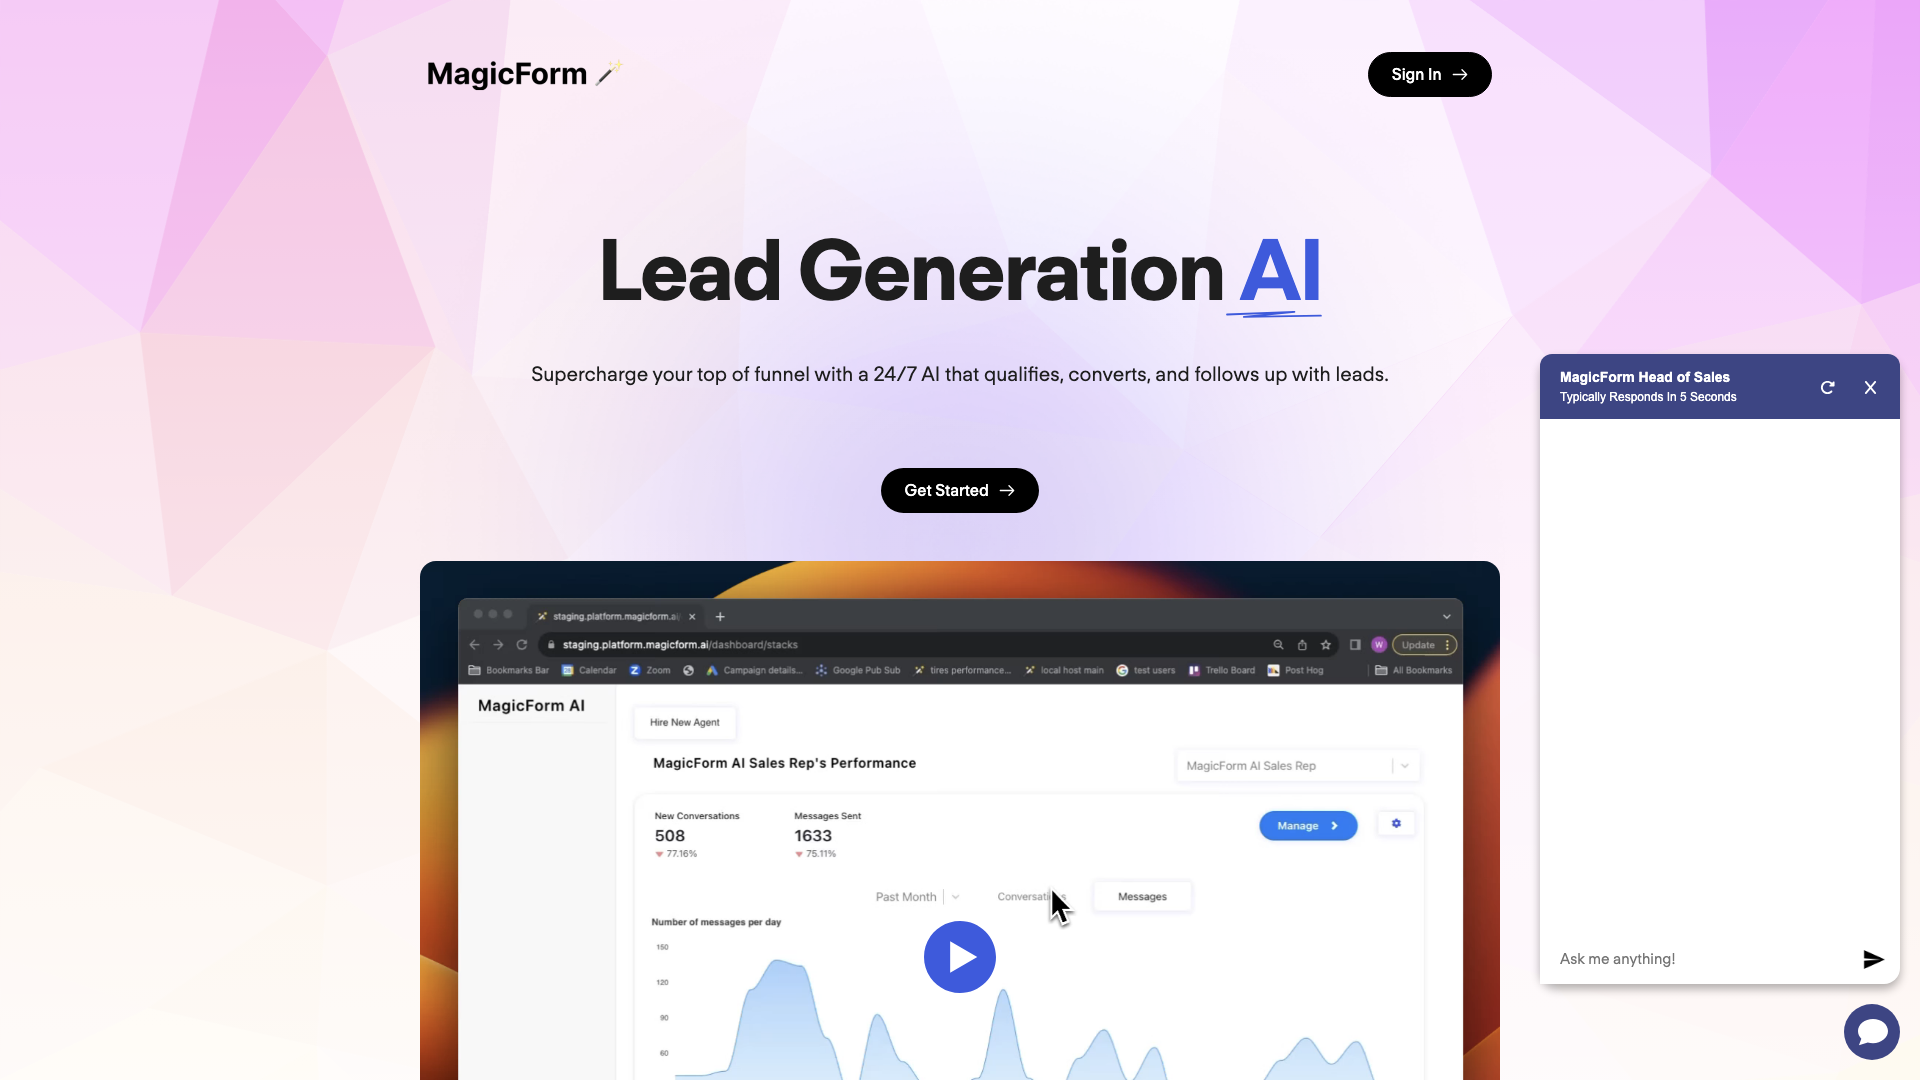 MagicForm
Sign In
Lead Generation AI
Supercharge your top of funnel with a 24/7 AI that qualifies, converts, and follows up with leads.
Get Started
MagicForm Head of Sales
Typically Responds In 5 Seconds
Ask me anything!
staging.platform.magicform.ai/
staging.platform.magicform.ai/dashboard/stacks
W
Update
Bookmarks Bar
Calendar
Zoom
Campaign details...
Google Pub Sub
tires performance...
local host main
test users
Trello Board
Post Hog
All Bookmarks
MagicForm AI
Hire New Agent
MagicForm AI Sales Rep's Performance
MagicForm AI Sales Rep
New Conversations
508
77.16%
Messages Sent
1633
75.11%
Manage
Past Month
Messages
Number of messages per day
150
120
90
60